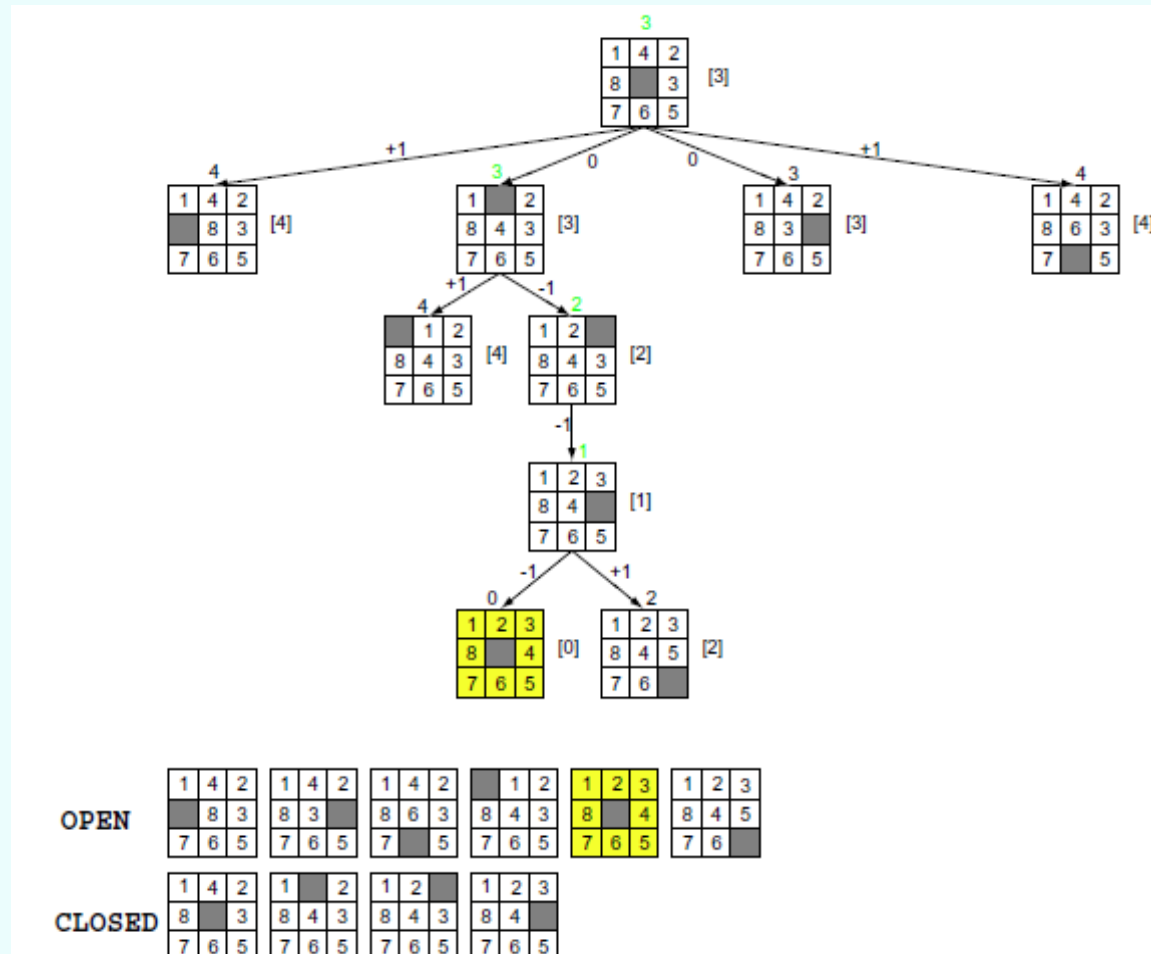 3
1 4 2
8 3 [3]
7 6 5
+1 0 0 +1
4 3 3 4
1 4 2 1 2 1 4 2 1 4 2
8 3 [4] 8 4 3 [3] 8 3 [3] 8 6 3 [4]
7 6 5 7 6 5 7 6 5 7 5
+1 -1
4 2
1 2 1 2
8 4 3 [4] 8 4 3 [2]
7 6 5 7 6 5
-1
1
1 2 3
8 4 [1]
7 6 5
-1 +1
0 2
1 2 3 1 2 3
8 4 [0] 8 4 5 [2]
7 6 5 7 6
1 4 2 1 4 2 1 4 2 1 2 1 2 3 1 2 3
OPEN 8 3 8 3 8 6 3 8 4 3 8 4 8 4 5
7 6 5 7 6 5 7 5 7 6 5 7 6 5 7 6
1 4 2 1 2 1 2 1 2 3
CLOSED 8 3 8 4 3 8 4 3 8 4
7 6 5 7 6 5 7 6 5 7 6 5